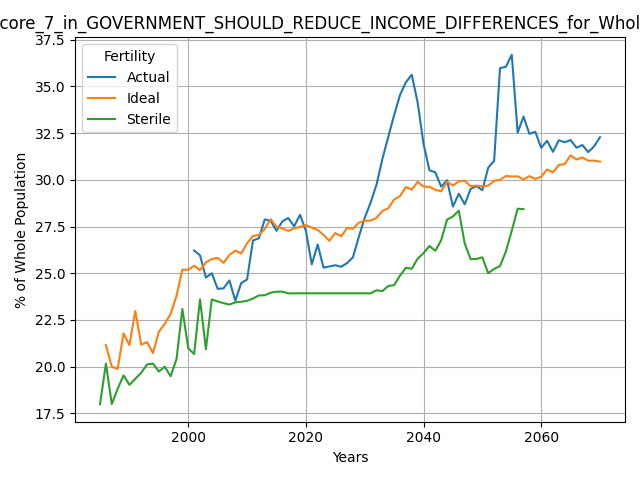 core_7_in_GOVERNMENT_SHOULD_REDUCE_INCOME_DIFFERENCES_for_Whol
37.5
35.0
32.5
30.0
27.5
25.0
22.5
20.0
17.5
% of Whole Population
Fertility
Actual
Ideal
Sterile
2000
2020
2040
2060
Years